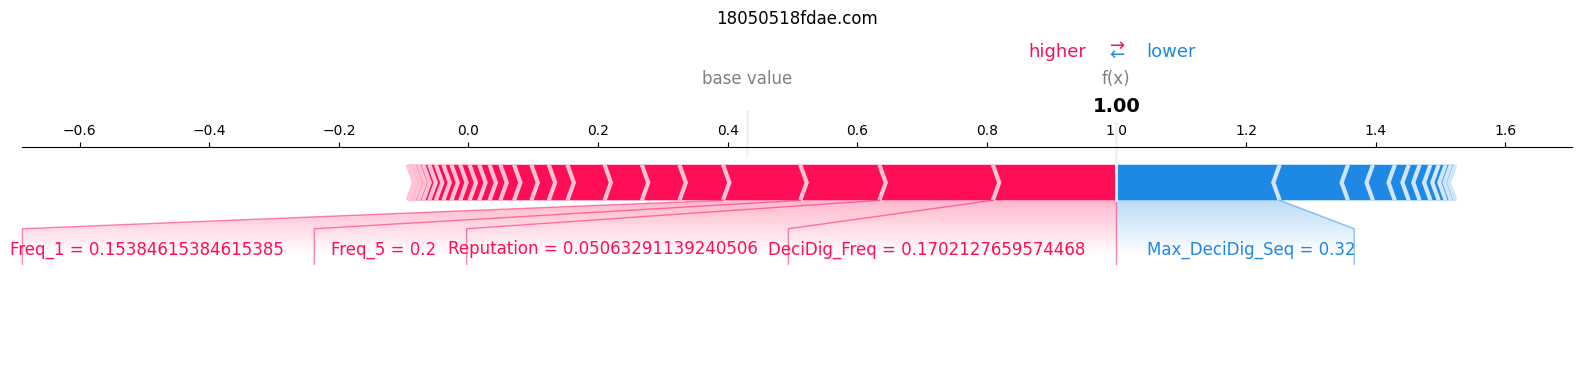 18050518fdae.com
higher ⇄ lower
base value f(x)
1.00
−0.6 −0.4 −0.2 0.0 0.2 0.4 0.6 0.8 1.0 1.2 1.4 1.6
Freq_1 = 0.15384615384615385 Freq_5 = 0.2 Reputation = 0.05063291139240506 DeciDig_Freq = 0.1702127659574468 Max_DeciDig_Seq = 0.32